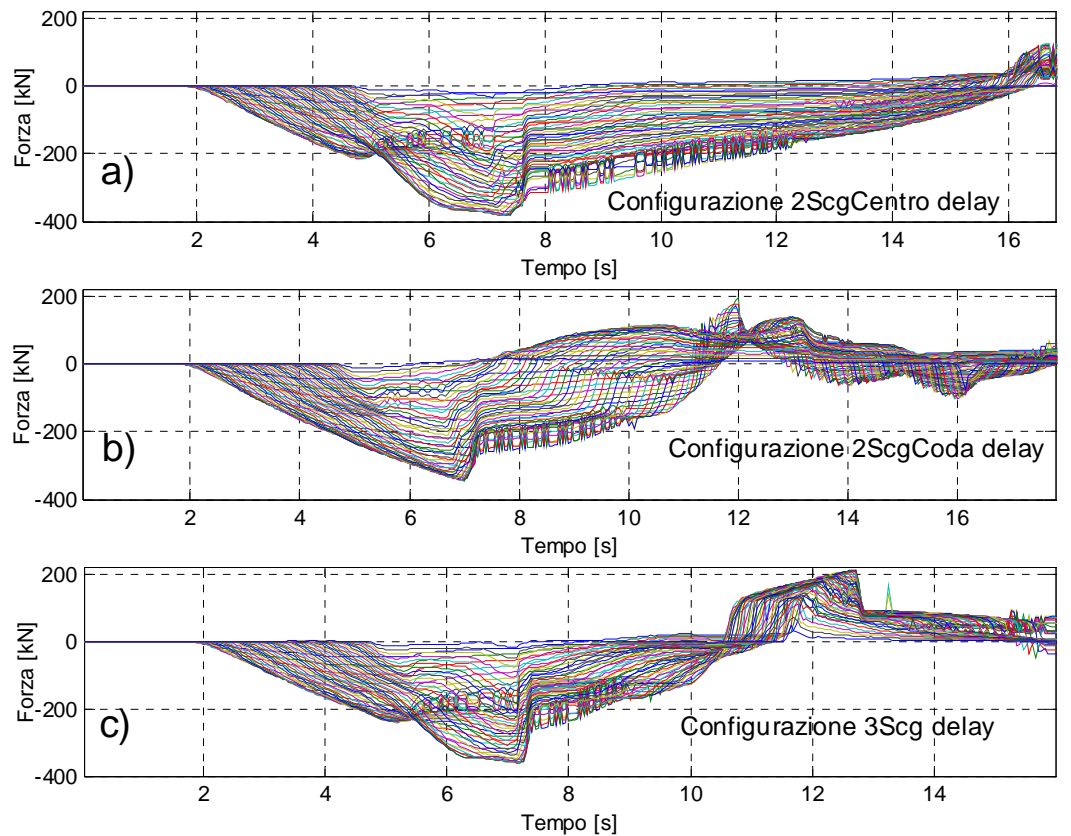 200
0
-200
-400
Forza [kN]
a)
Configurazione 2ScgCentro delay
2 4 6 8 10 12 14 16
Tempo [s]
200
0
-200
-400
Forza [kN]
b)
Configurazione 2ScgCoda delay
2 4 6 8 10 12 14 16
Tempo [s]
200
0
-200
-400
Forza [kN]
c)
Configurazione 3Scg delay
2 4 6 8 10 12 14
Tempo [s]